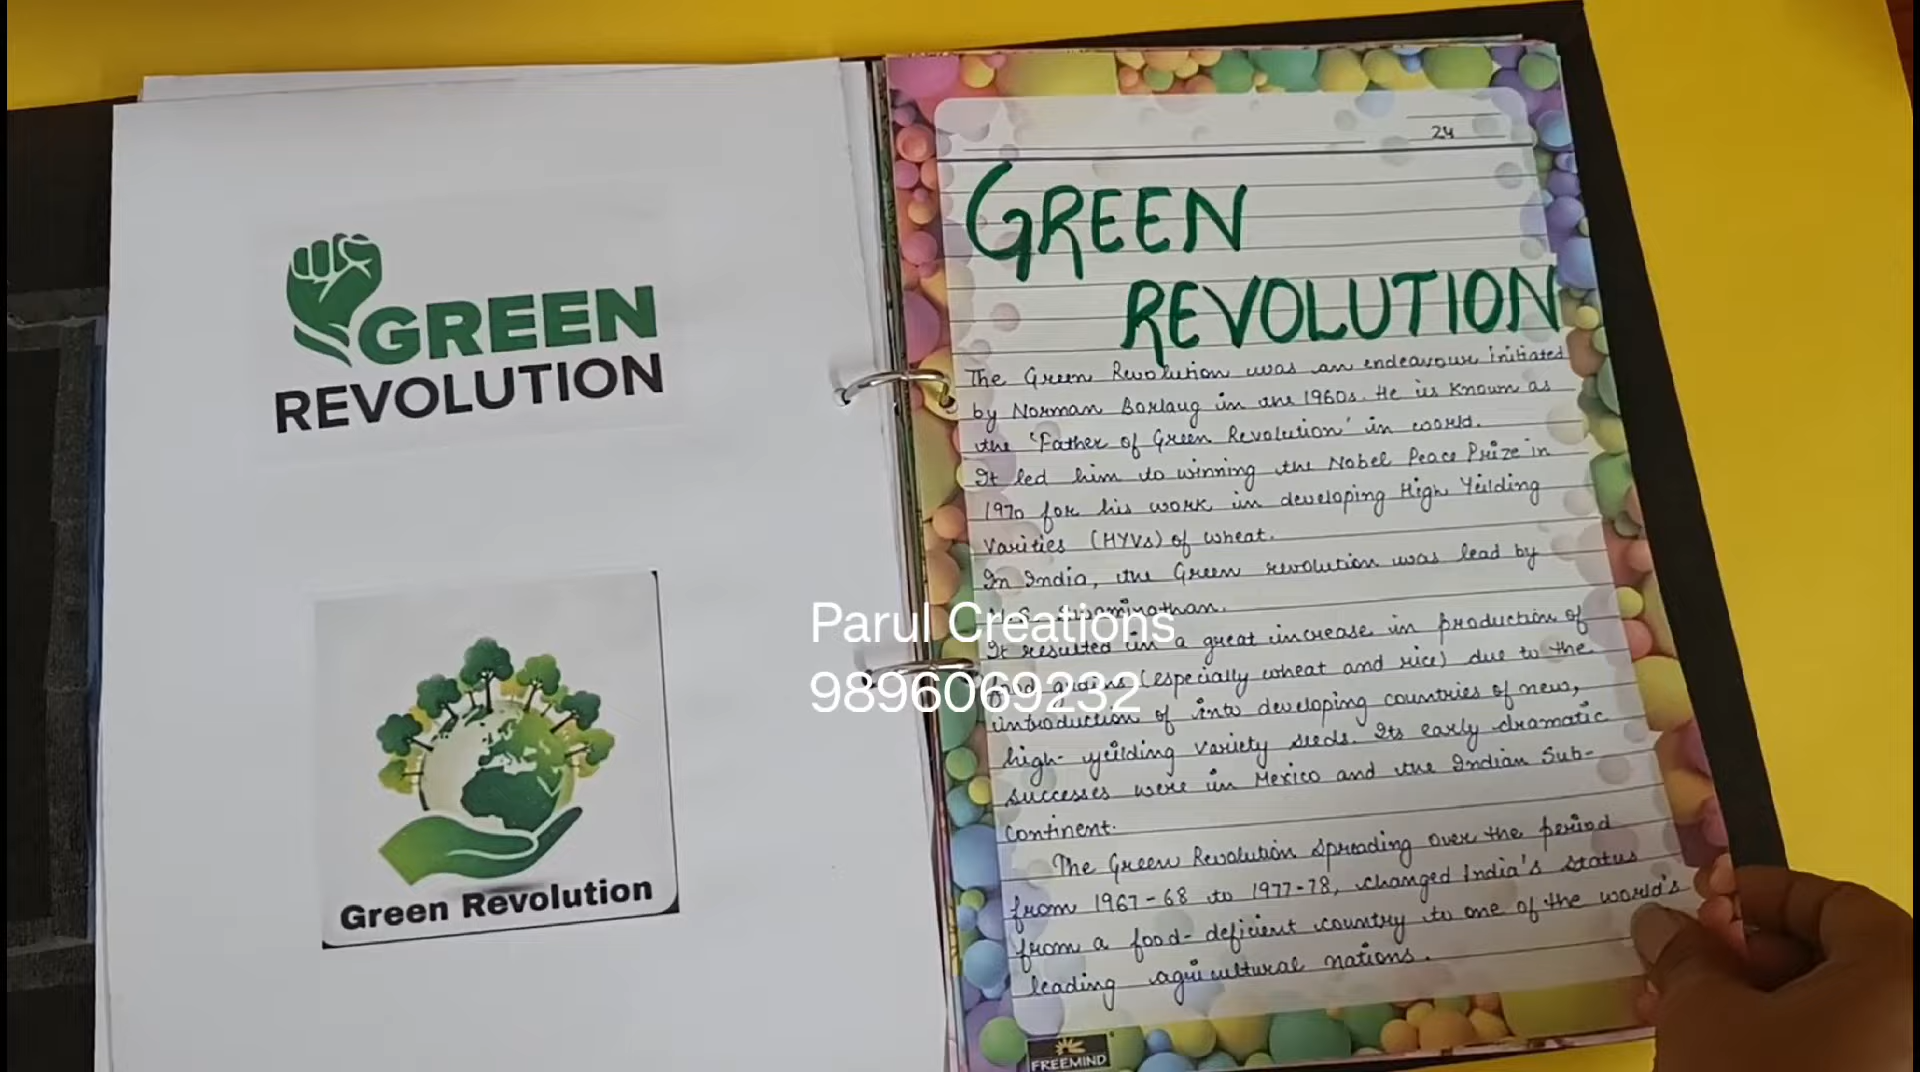 GREEN
REVOLUTION
Green Revolution
24
GREEN
REVOLUTION
The Green Revolution was an endeavour initiated
by Norman Borlaug in the 1960s. He is Known as
the 'Father of Green Revolution' in world.
It led him to winning the Nobel Peace Prize in
1970 for his work in developing High Yeilding
Varities (HYVs) of wheat.
In India, the Green revolution was lead by
M.S. Swaminathan.
It resulted in a great increase in production of
food grains (especially wheat and rice) due to the
introduction of into developing countries of new,
high-yeilding variety seeds. Its early dramatic
successes were in Mexico and the Indian Sub-
continent.
The Green Revolution spreading over the period
from 1967-68 to 1977-78, changed India's status
from a food-deficient country to one of the world's
leading agricultural nations.
Parul Creations
9896069232
FREEMIND